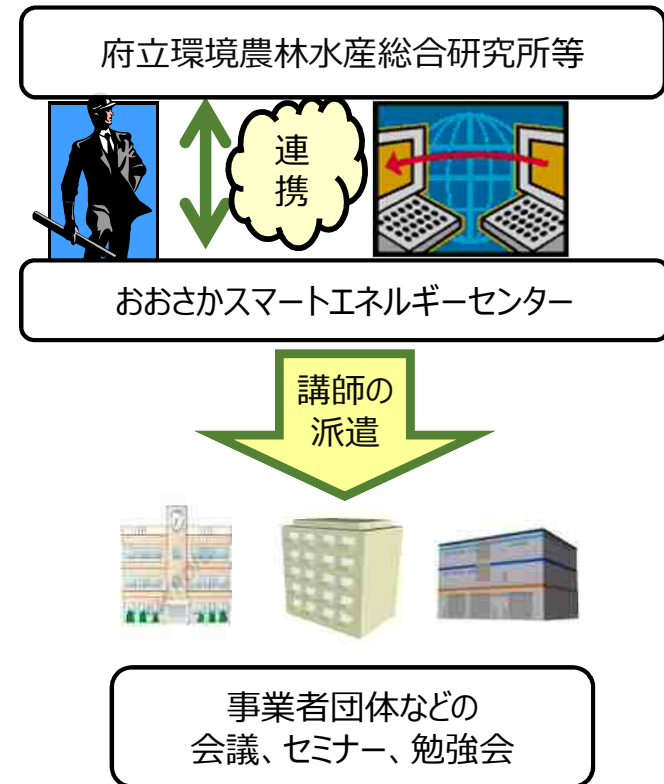 府立環境農林水産総合研究所等
連
携
おおさかスマートエネルギーセンター
講師の
派遣
事業者団体などの
会議、セミナー、勉強会